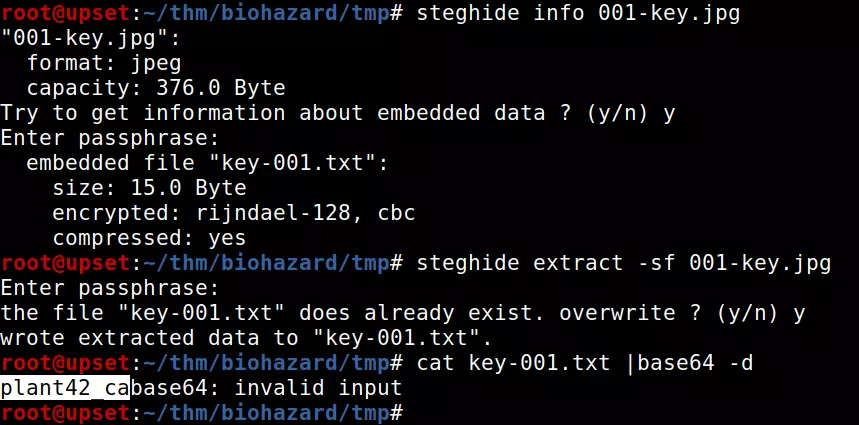 root@upset:~/thm/biohazard/tmp# steghide info 001-key.jpg
"001-key.jpg":
  format: jpeg
  capacity: 376.0 Byte
Try to get information about embedded data ? (y/n) y
Enter passphrase:
  embedded file "key-001.txt":
    size: 15.0 Byte
    encrypted: rijndael-128, cbc
    compressed: yes
root@upset:~/thm/biohazard/tmp# steghide extract -sf 001-key.jpg
Enter passphrase:
the file "key-001.txt" does already exist. overwrite ? (y/n) y
wrote extracted data to "key-001.txt".
root@upset:~/thm/biohazard/tmp# cat key-001.txt |base64 -d
plant42_cabase64: invalid input
root@upset:~/thm/biohazard/tmp#